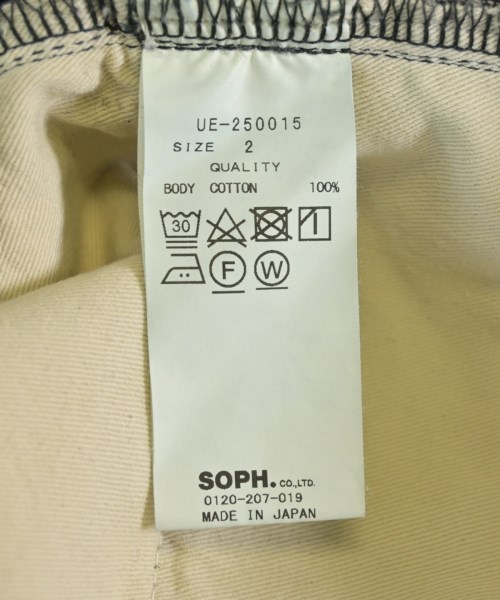 UE-250015
SIZE 2
QUALITY
BODY COTTON 100%
30
F W
SOPH. CO.,LTD.
0120-207-019
MADE IN JAPAN